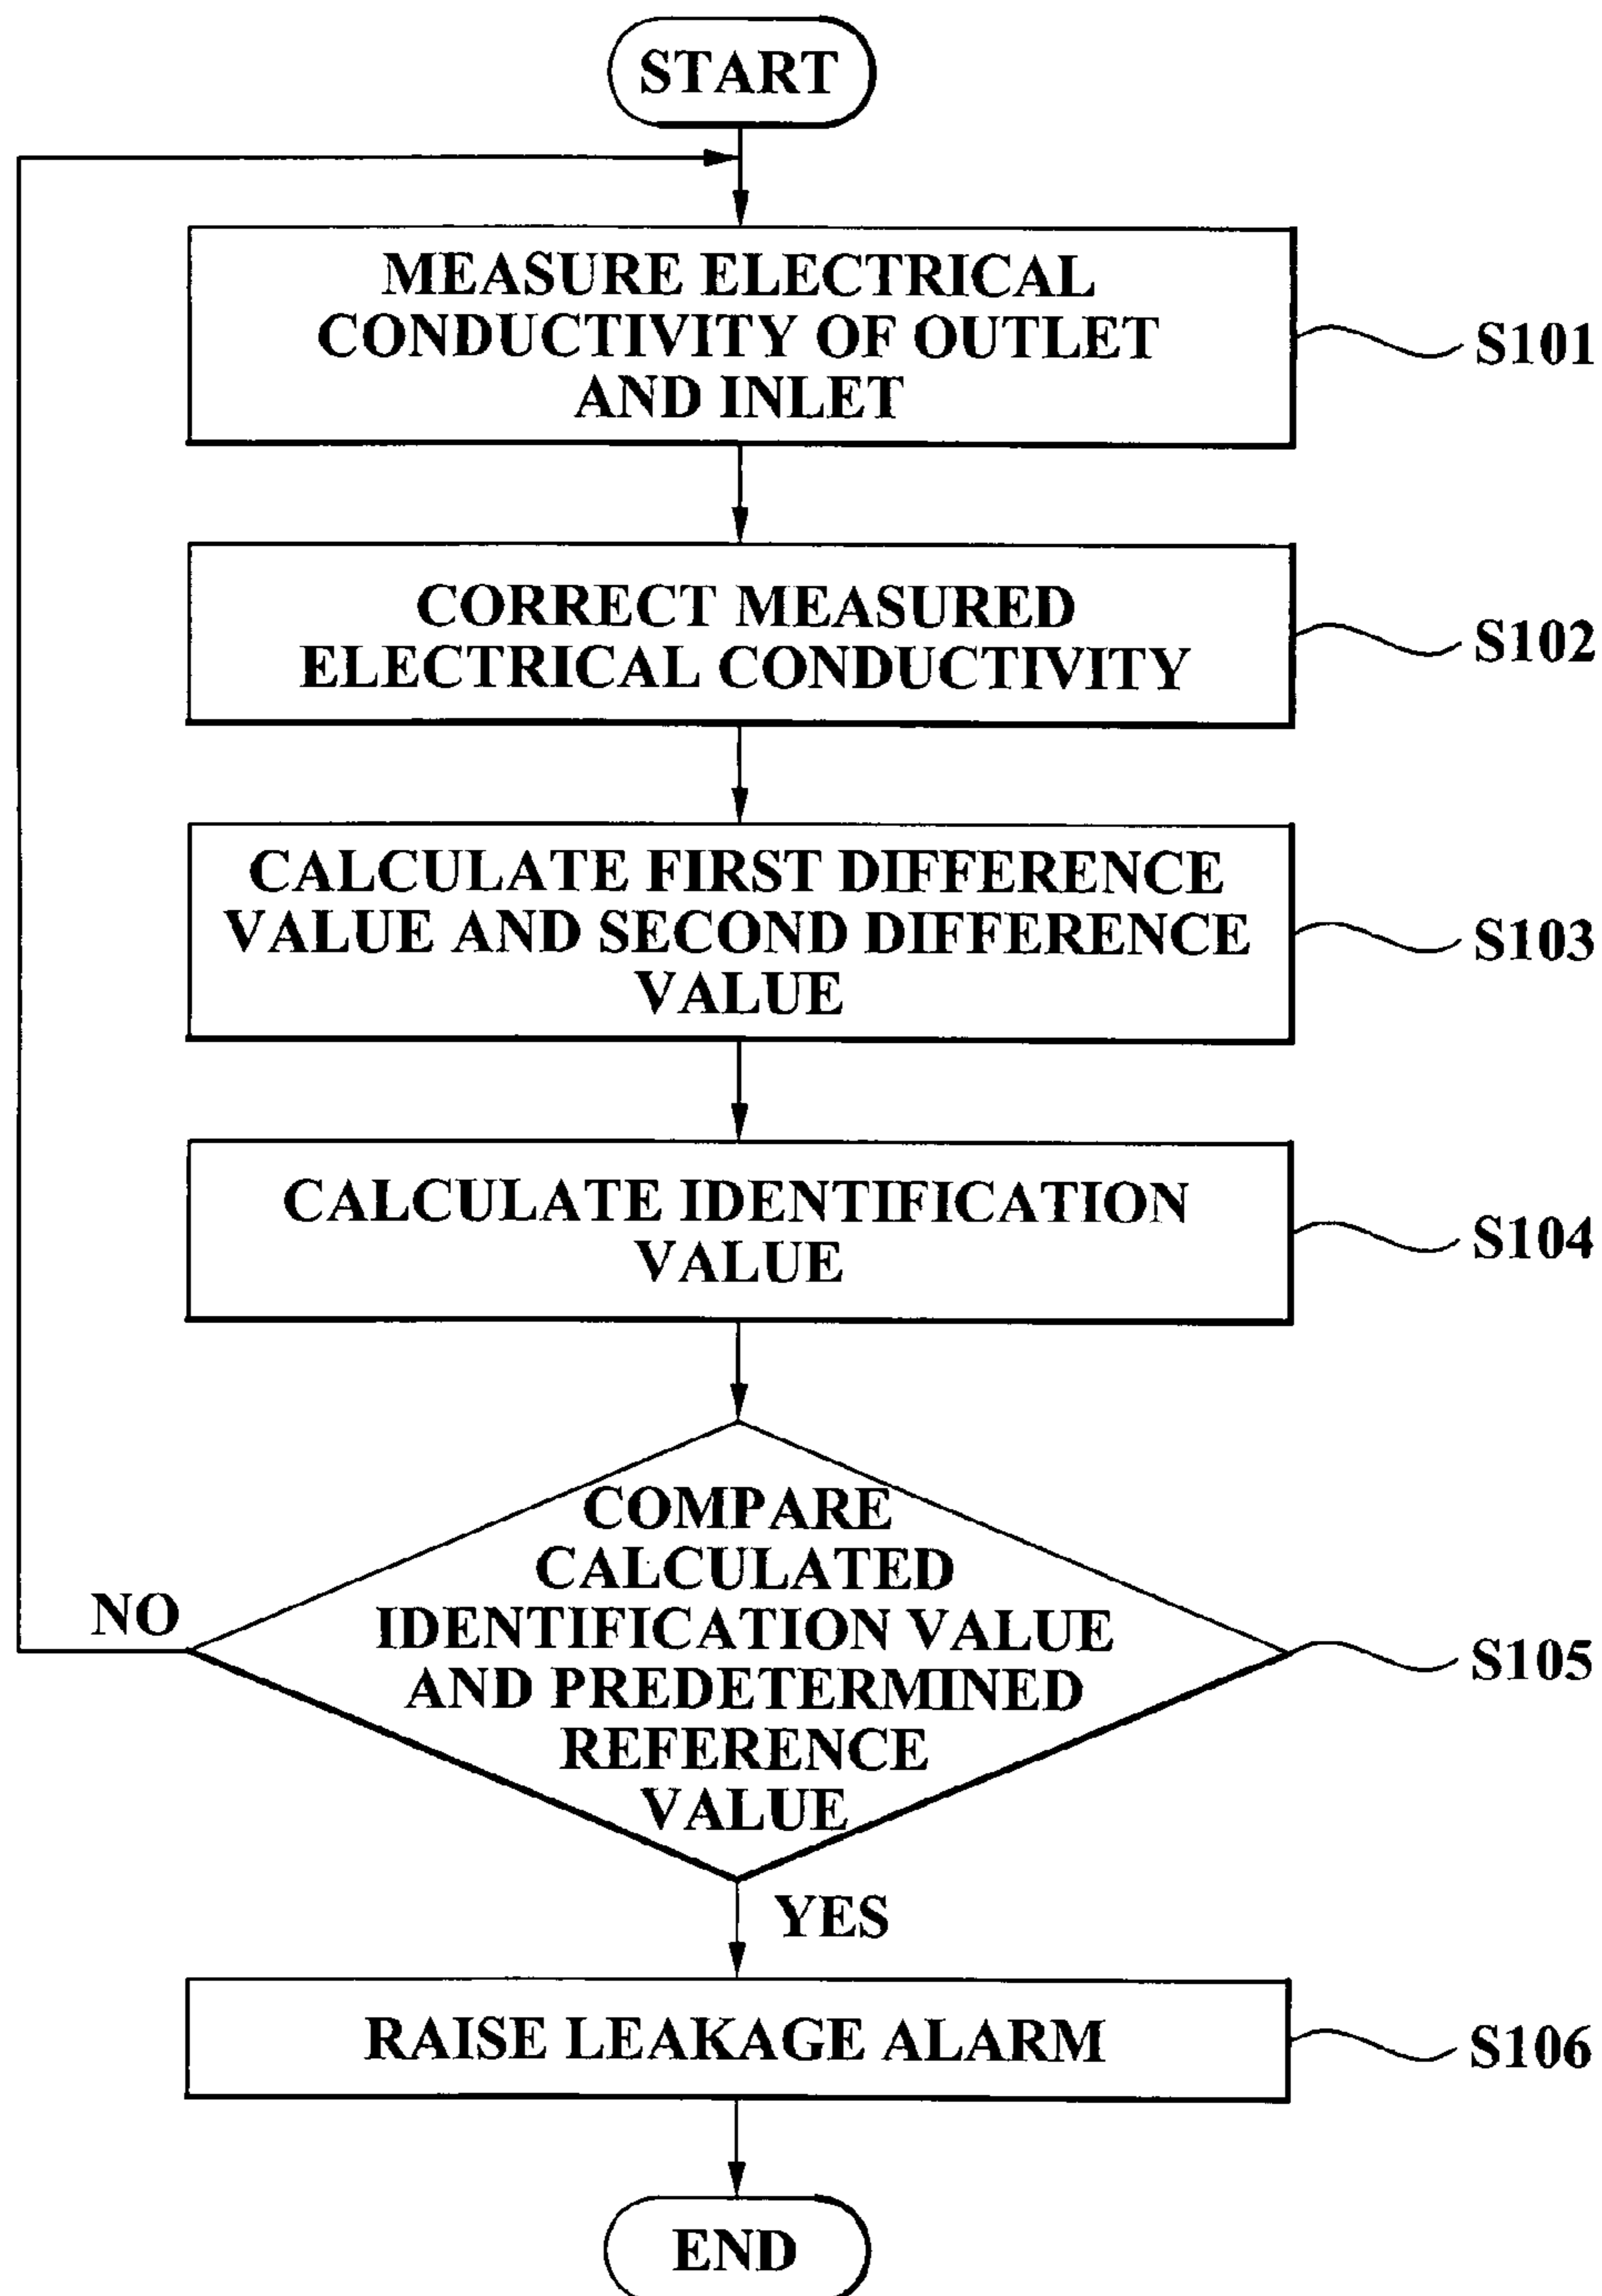 START
MEASURE ELECTRICAL
CONDUCTIVITY OF OUTLET
AND INLET
S101
CORRECT MEASURED
ELECTRICAL CONDUCTIVITY
S102
CALCULATE FIRST DIFFERENCE
VALUE AND SECOND DIFFERENCE
VALUE
S103
CALCULATE IDENTIFICATION
VALUE
S104
COMPARE
CALCULATED
IDENTIFICATION VALUE
AND PREDETERMINED
REFERENCE
VALUE
NO
S105
YES
RAISE LEAKAGE ALARM
S106
END